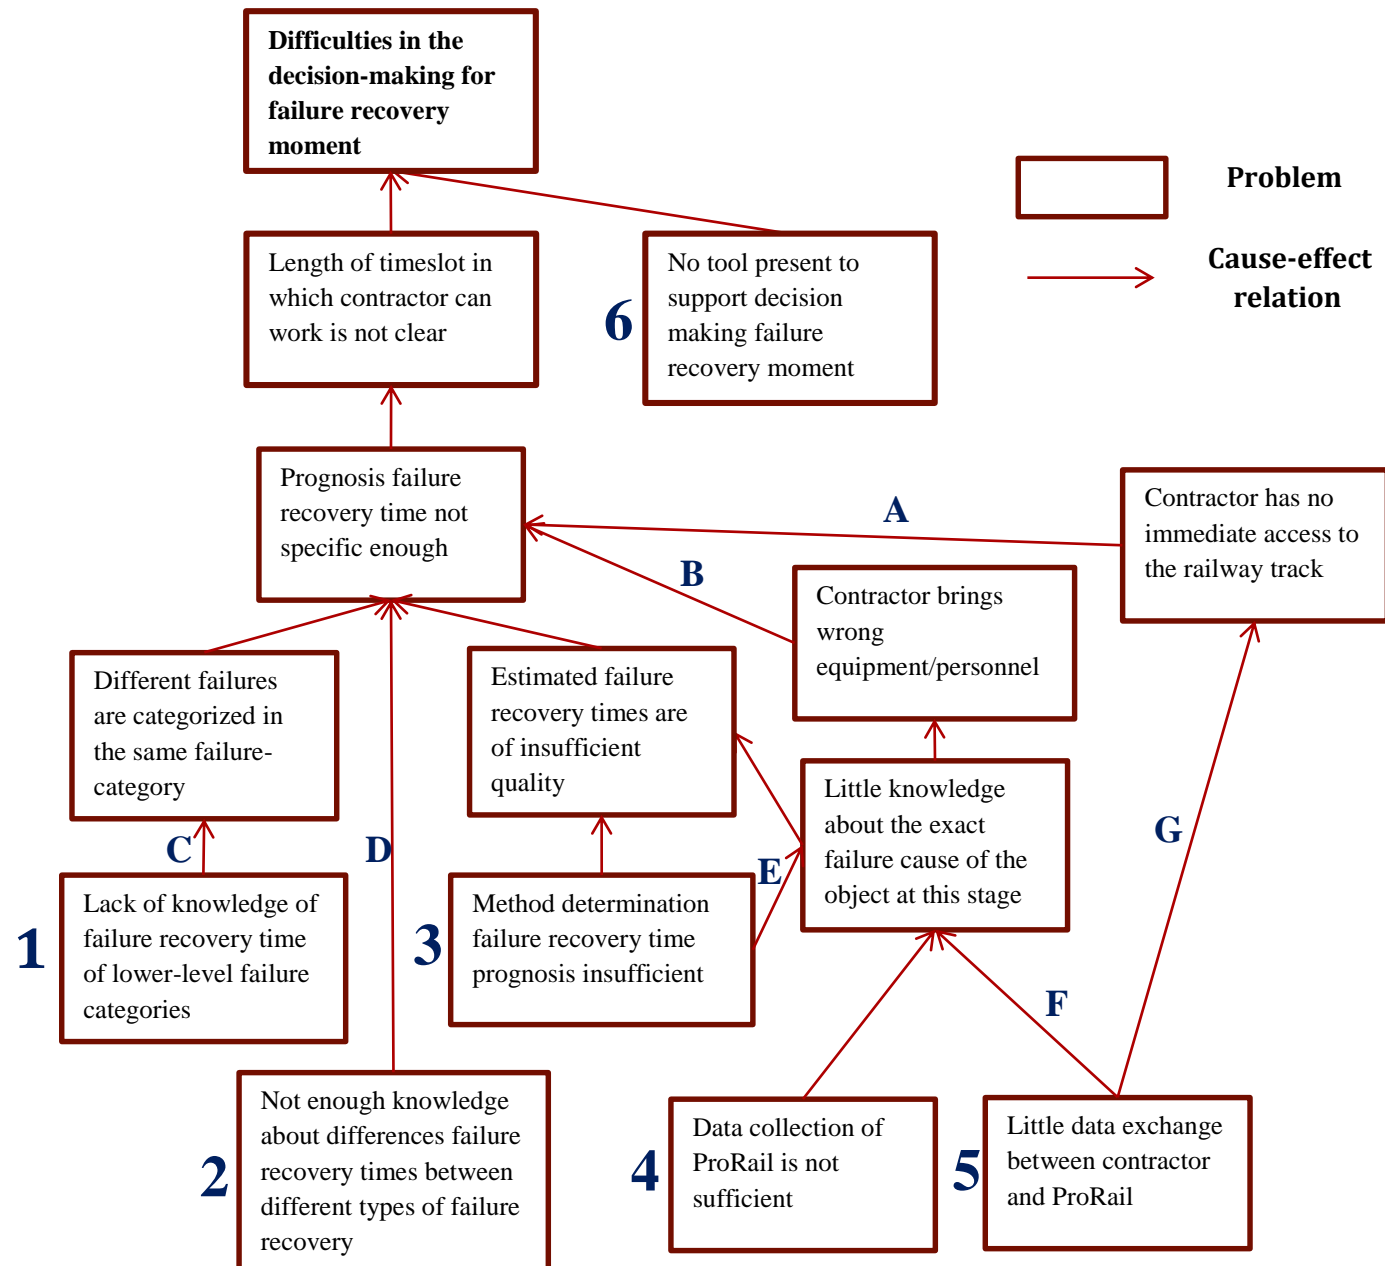 Difficulties in the
decision-making for
failure recovery
moment
Problem
Cause-effect
relation
Length of timeslot in
which contractor can
work is not clear
6
No tool present to
support decision
making failure
recovery moment
Prognosis failure
recovery time not
specific enough
A
Contractor has no
immediate access to
the railway track
B
Contractor brings
wrong
equipment/personnel
Different failures
are categorized in
the same failure-
category
Estimated failure
recovery times are
of insufficient
quality
Little knowledge
about the exact
failure cause of the
object at this stage
C
D
E
G
1
Lack of knowledge of
failure recovery time
of lower-level failure
categories
3
Method determination
failure recovery time
prognosis insufficient
F
2
Not enough knowledge
about differences failure
recovery times between
different types of failure
recovery
4
Data collection of
ProRail is not
sufficient
5
Little data exchange
between contractor
and ProRail